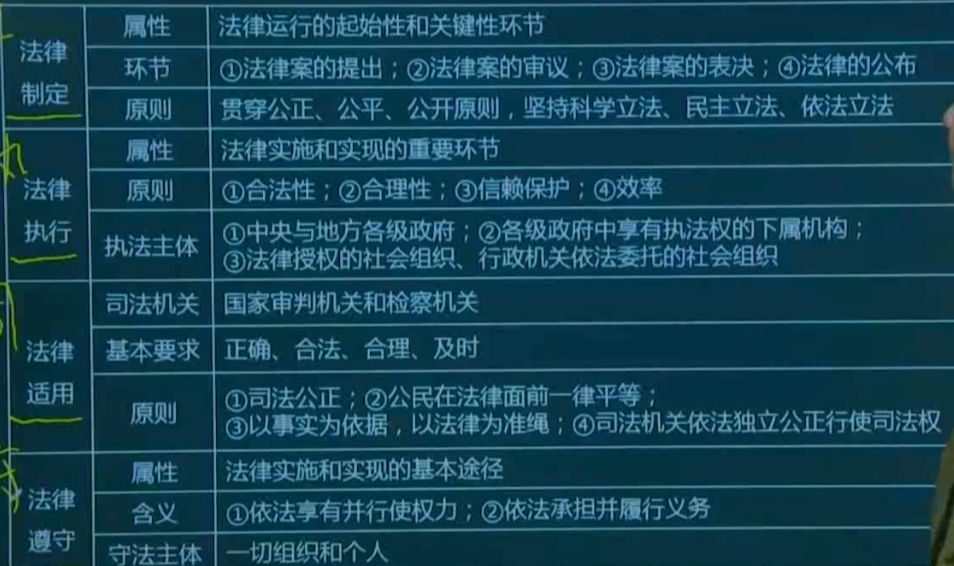 法律制定
属性 法律运行的起始性和关键性环节
环节 ①法律案的提出；②法律案的审议；③法律案的表决；④法律的公布
原则 贯穿公正、公平、公开原则，坚持科学立法、民主立法、依法立法
法律执行
属性 法律实施和实现的重要环节
原则 ①合法性；②合理性；③信赖保护；④效率
执法主体 ①中央与地方各级政府；②各级政府中享有执法权的下属机构；
③法律授权的社会组织、行政机关依法委托的社会组织
法律适用
司法机关 国家审判机关和检察机关
基本要求 正确、合法、合理、及时
原则 ①司法公正；②公民在法律面前一律平等；
③以事实为依据，以法律为准绳；④司法机关依法独立公正行使司法权
法律遵守
属性 法律实施和实现的基本途径
含义 ①依法享有并行使权力；②依法承担并履行义务
守法主体 一切组织和个人